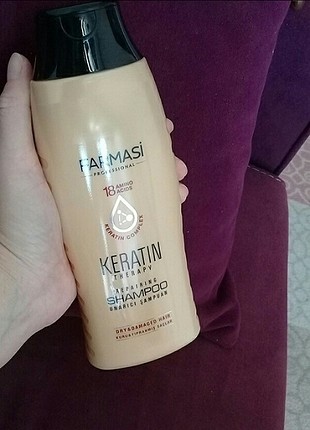 FARMASİ
PROFESSIONAL
18 AMINO
ACIDS
KERATIN COMPLEX
KERATIN
THERAPY
REPAIRING
SHAMPOO
ONARICI ŞAMPUAN
DRY&DAMAGED HAIR